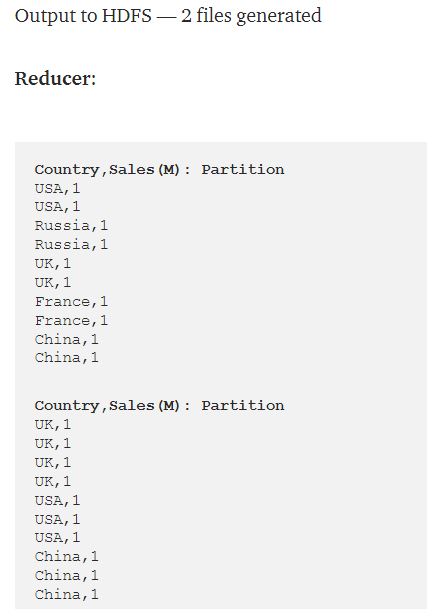 Output to HDFS — 2 files generated
Reducer:
Country,Sales(M): Partition
USA,1
USA,1
Russia,1
Russia,1
UK,1
UK,1
France,1
France,1
China,1
China,1
Country,Sales(M): Partition
UK,1
UK,1
UK,1
UK,1
USA,1
USA,1
USA,1
China,1
China,1
China,1